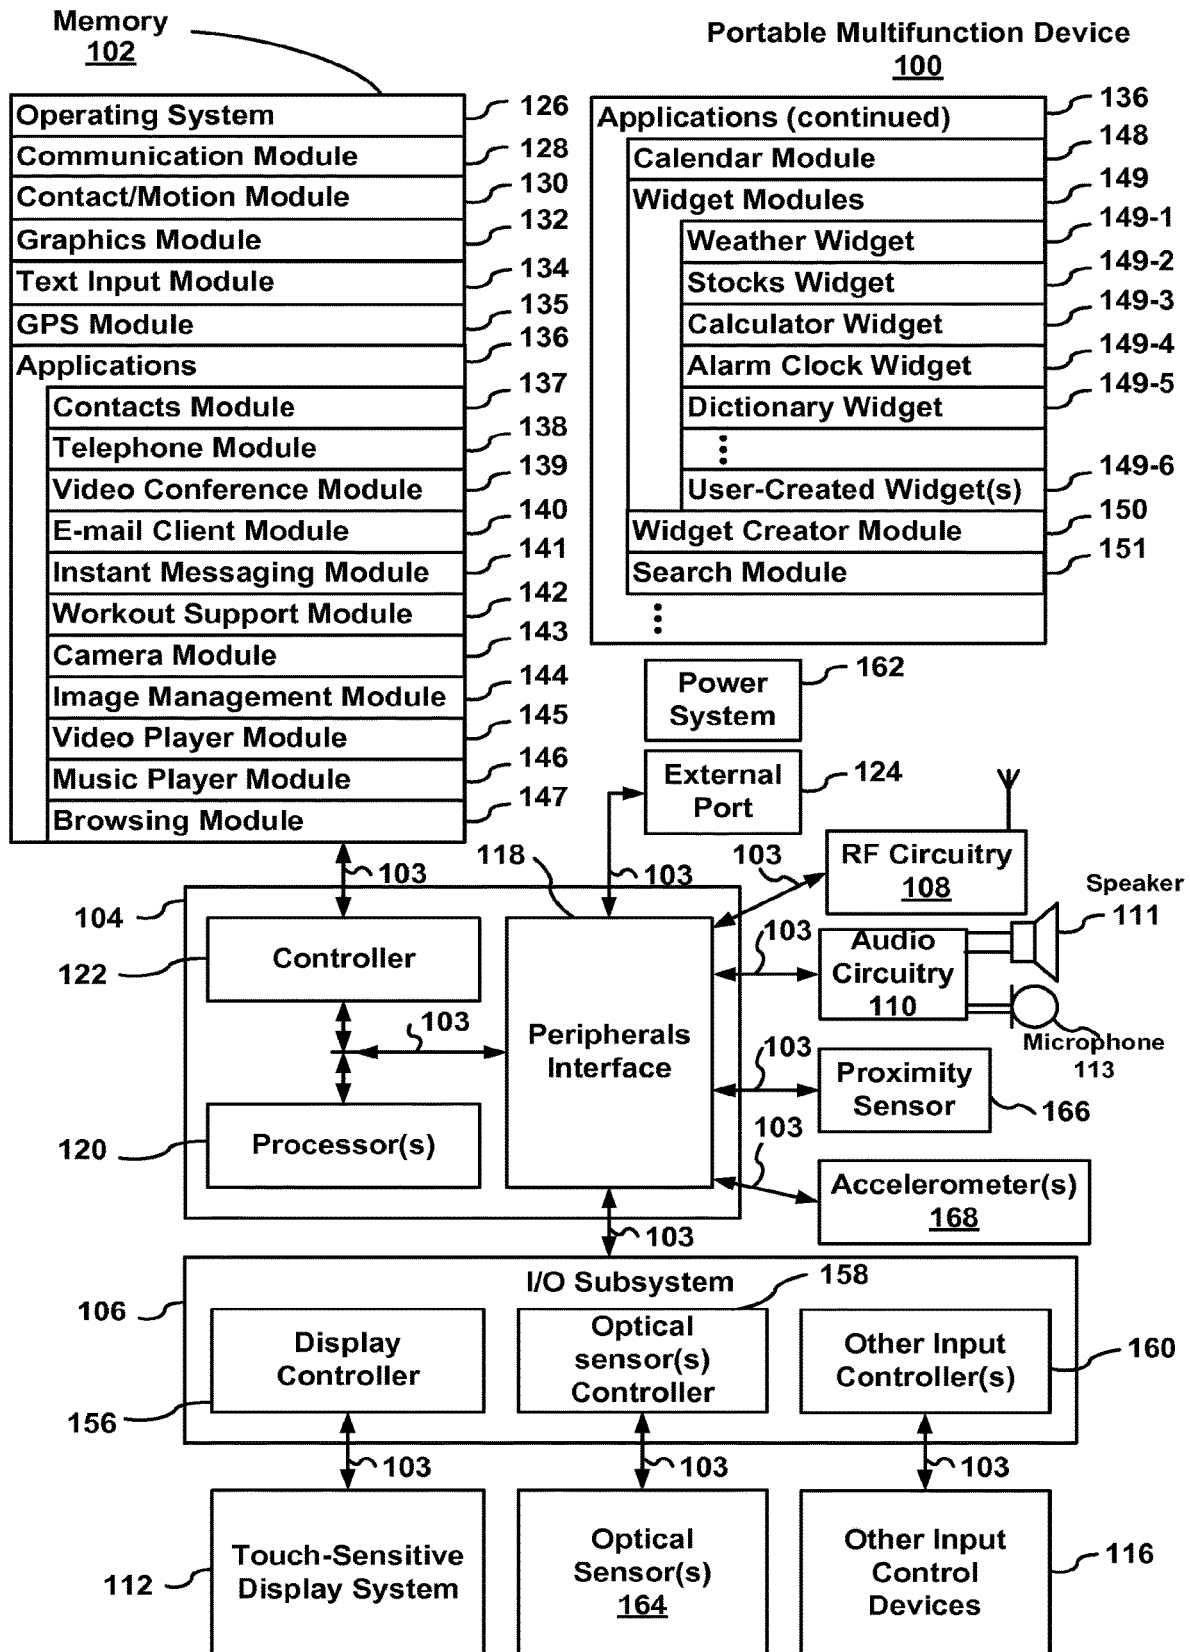 Memory
102
Portable Multifunction Device
100
Operating System
126
Communication Module
128
Contact/Motion Module
130
Graphics Module
132
Text Input Module
134
GPS Module
135
Applications
136
Contacts Module
137
Telephone Module
138
Video Conference Module
139
E-mail Client Module
140
Instant Messaging Module
141
Workout Support Module
142
Camera Module
143
Image Management Module
144
Video Player Module
145
Music Player Module
146
Browsing Module
147
Applications (continued)
136
Calendar Module
148
Widget Modules
149
Weather Widget
149-1
Stocks Widget
149-2
Calculator Widget
149-3
Alarm Clock Widget
149-4
Dictionary Widget
149-5
User-Created Widget(s)
149-6
Widget Creator Module
150
Search Module
151
Power
System
162
External
Port
124
103
103
103
118
104
Controller
122
103
Peripherals
Interface
Processor(s)
120
RF Circuitry
108
Speaker
111
103
Audio
Circuitry
110
Microphone
113
103
Proximity
Sensor
166
103
Accelerometer(s)
168
103
I/O Subsystem
106
Display
Controller
156
158
Optical
sensor(s)
Controller
Other Input
Controller(s)
160
103
103
103
Touch-Sensitive
Display System
112
Optical
Sensor(s)
164
Other Input
Control
Devices
116